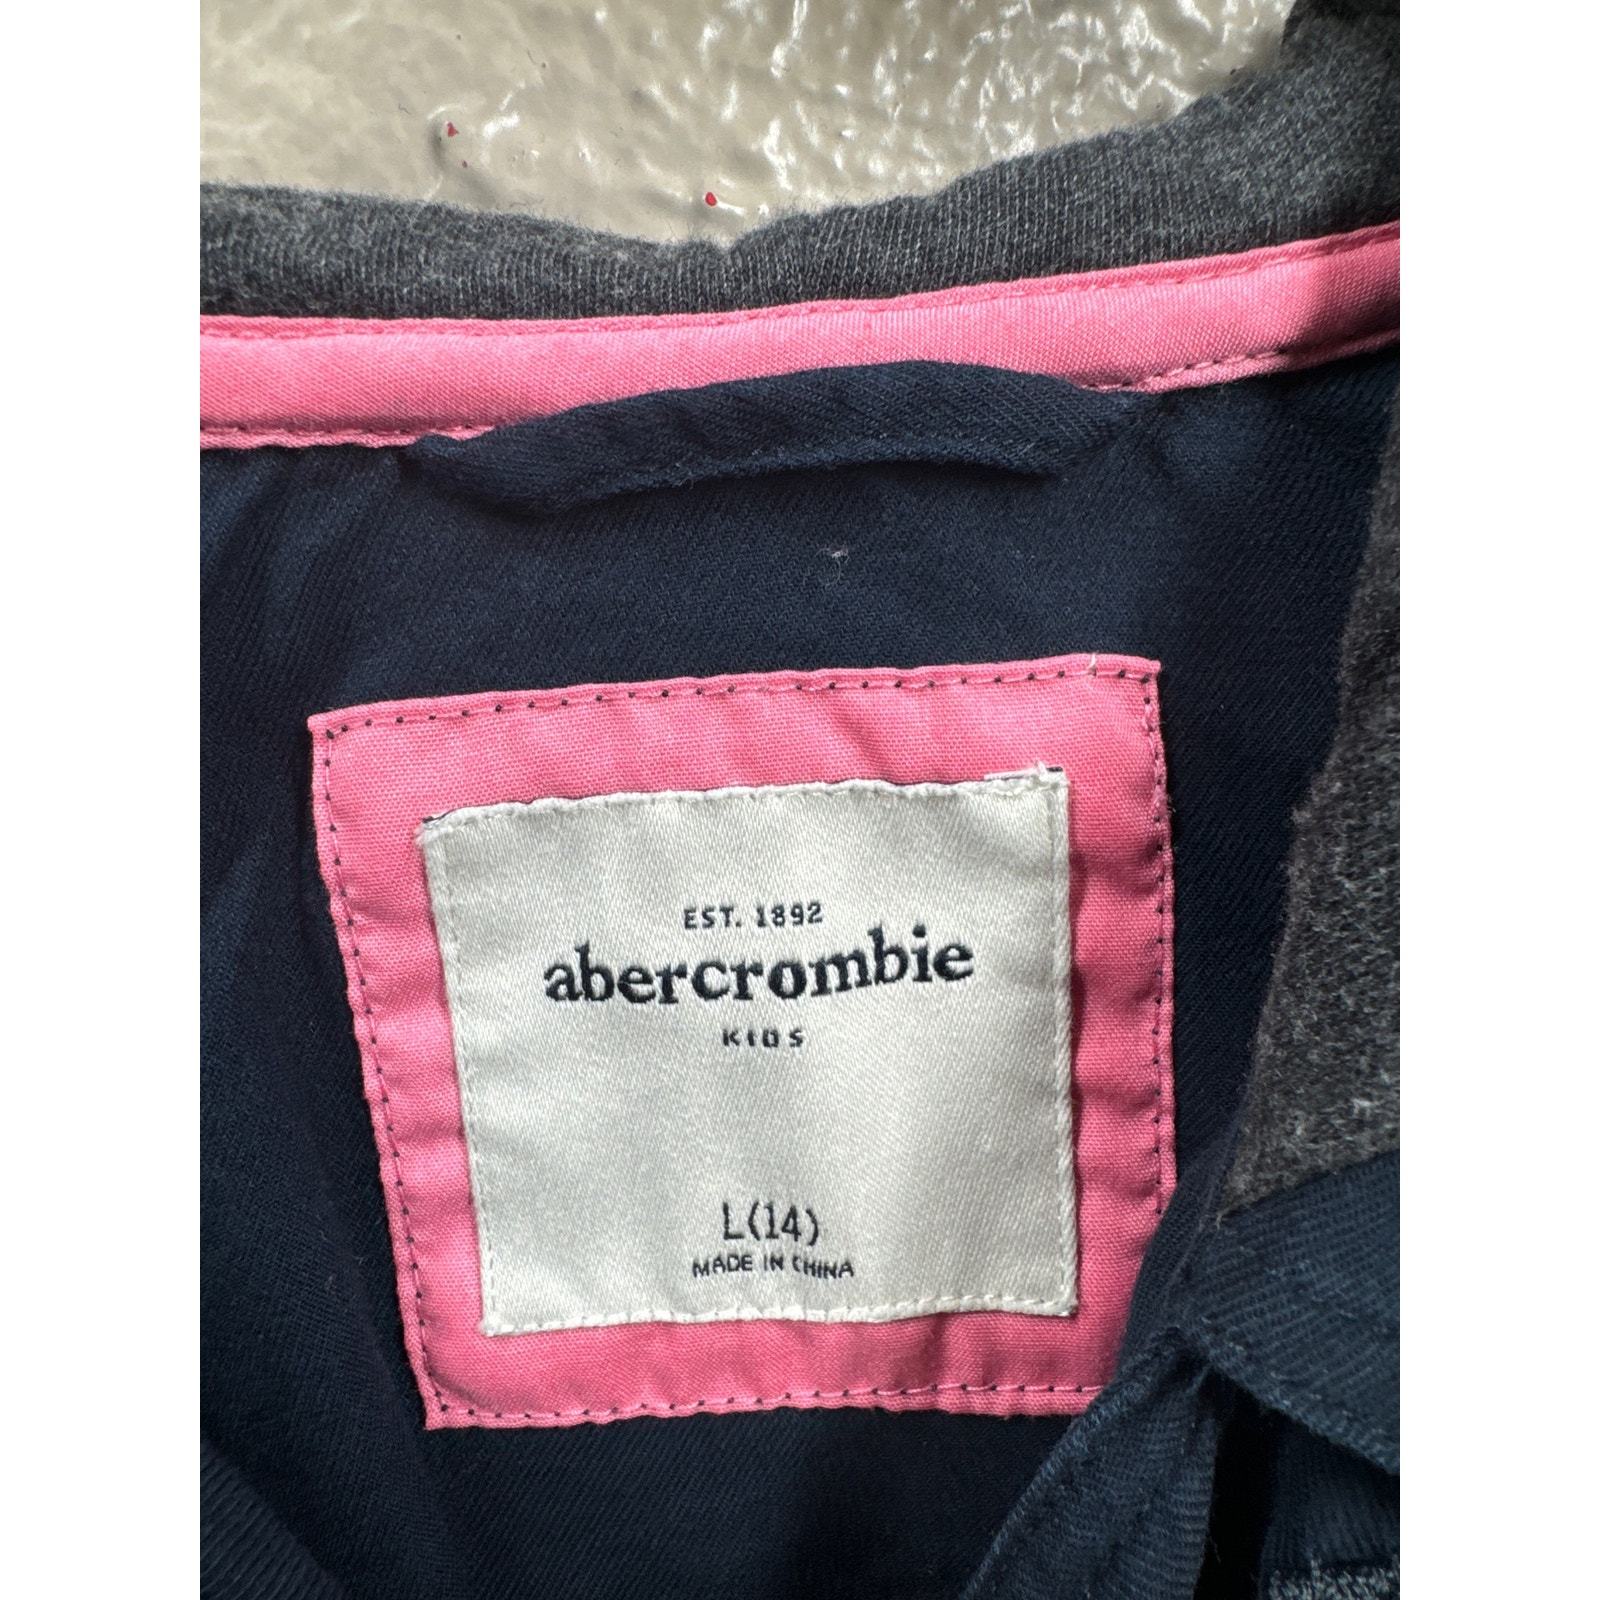 EST. 1892
abercrombie
KIDS
L(14)
MADE IN CHINA